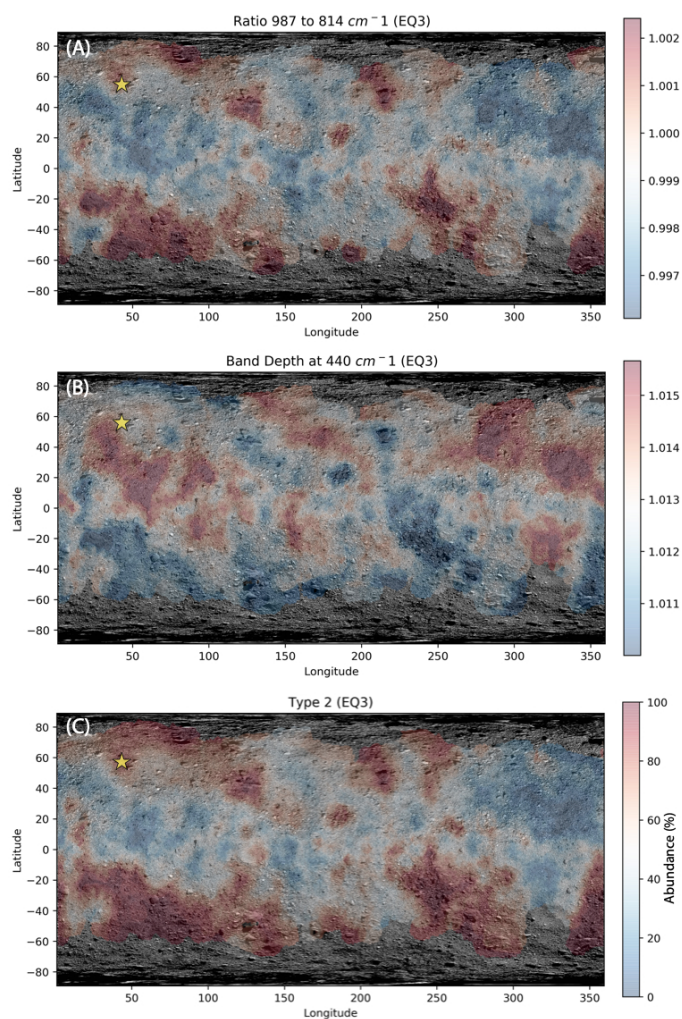 Ratio 987 to 814 cm⁻1 (EQ3)
(A)
80
60
40
20
0
−20
−40
−60
−80
Latitude
50 100 150 200 250 300 350
Longitude
1.002
1.001
1.000
0.999
0.998
0.997
Band Depth at 440 cm⁻1 (EQ3)
(B)
80
60
40
20
0
−20
−40
−60
−80
Latitude
50 100 150 200 250 300 350
Longitude
1.015
1.014
1.013
1.012
1.011
Type 2 (EQ3)
(C)
80
60
40
20
0
−20
−40
−60
−80
Latitude
50 100 150 200 250 300 350
Longitude
100
80
60
40
20
0
Abundance (%)